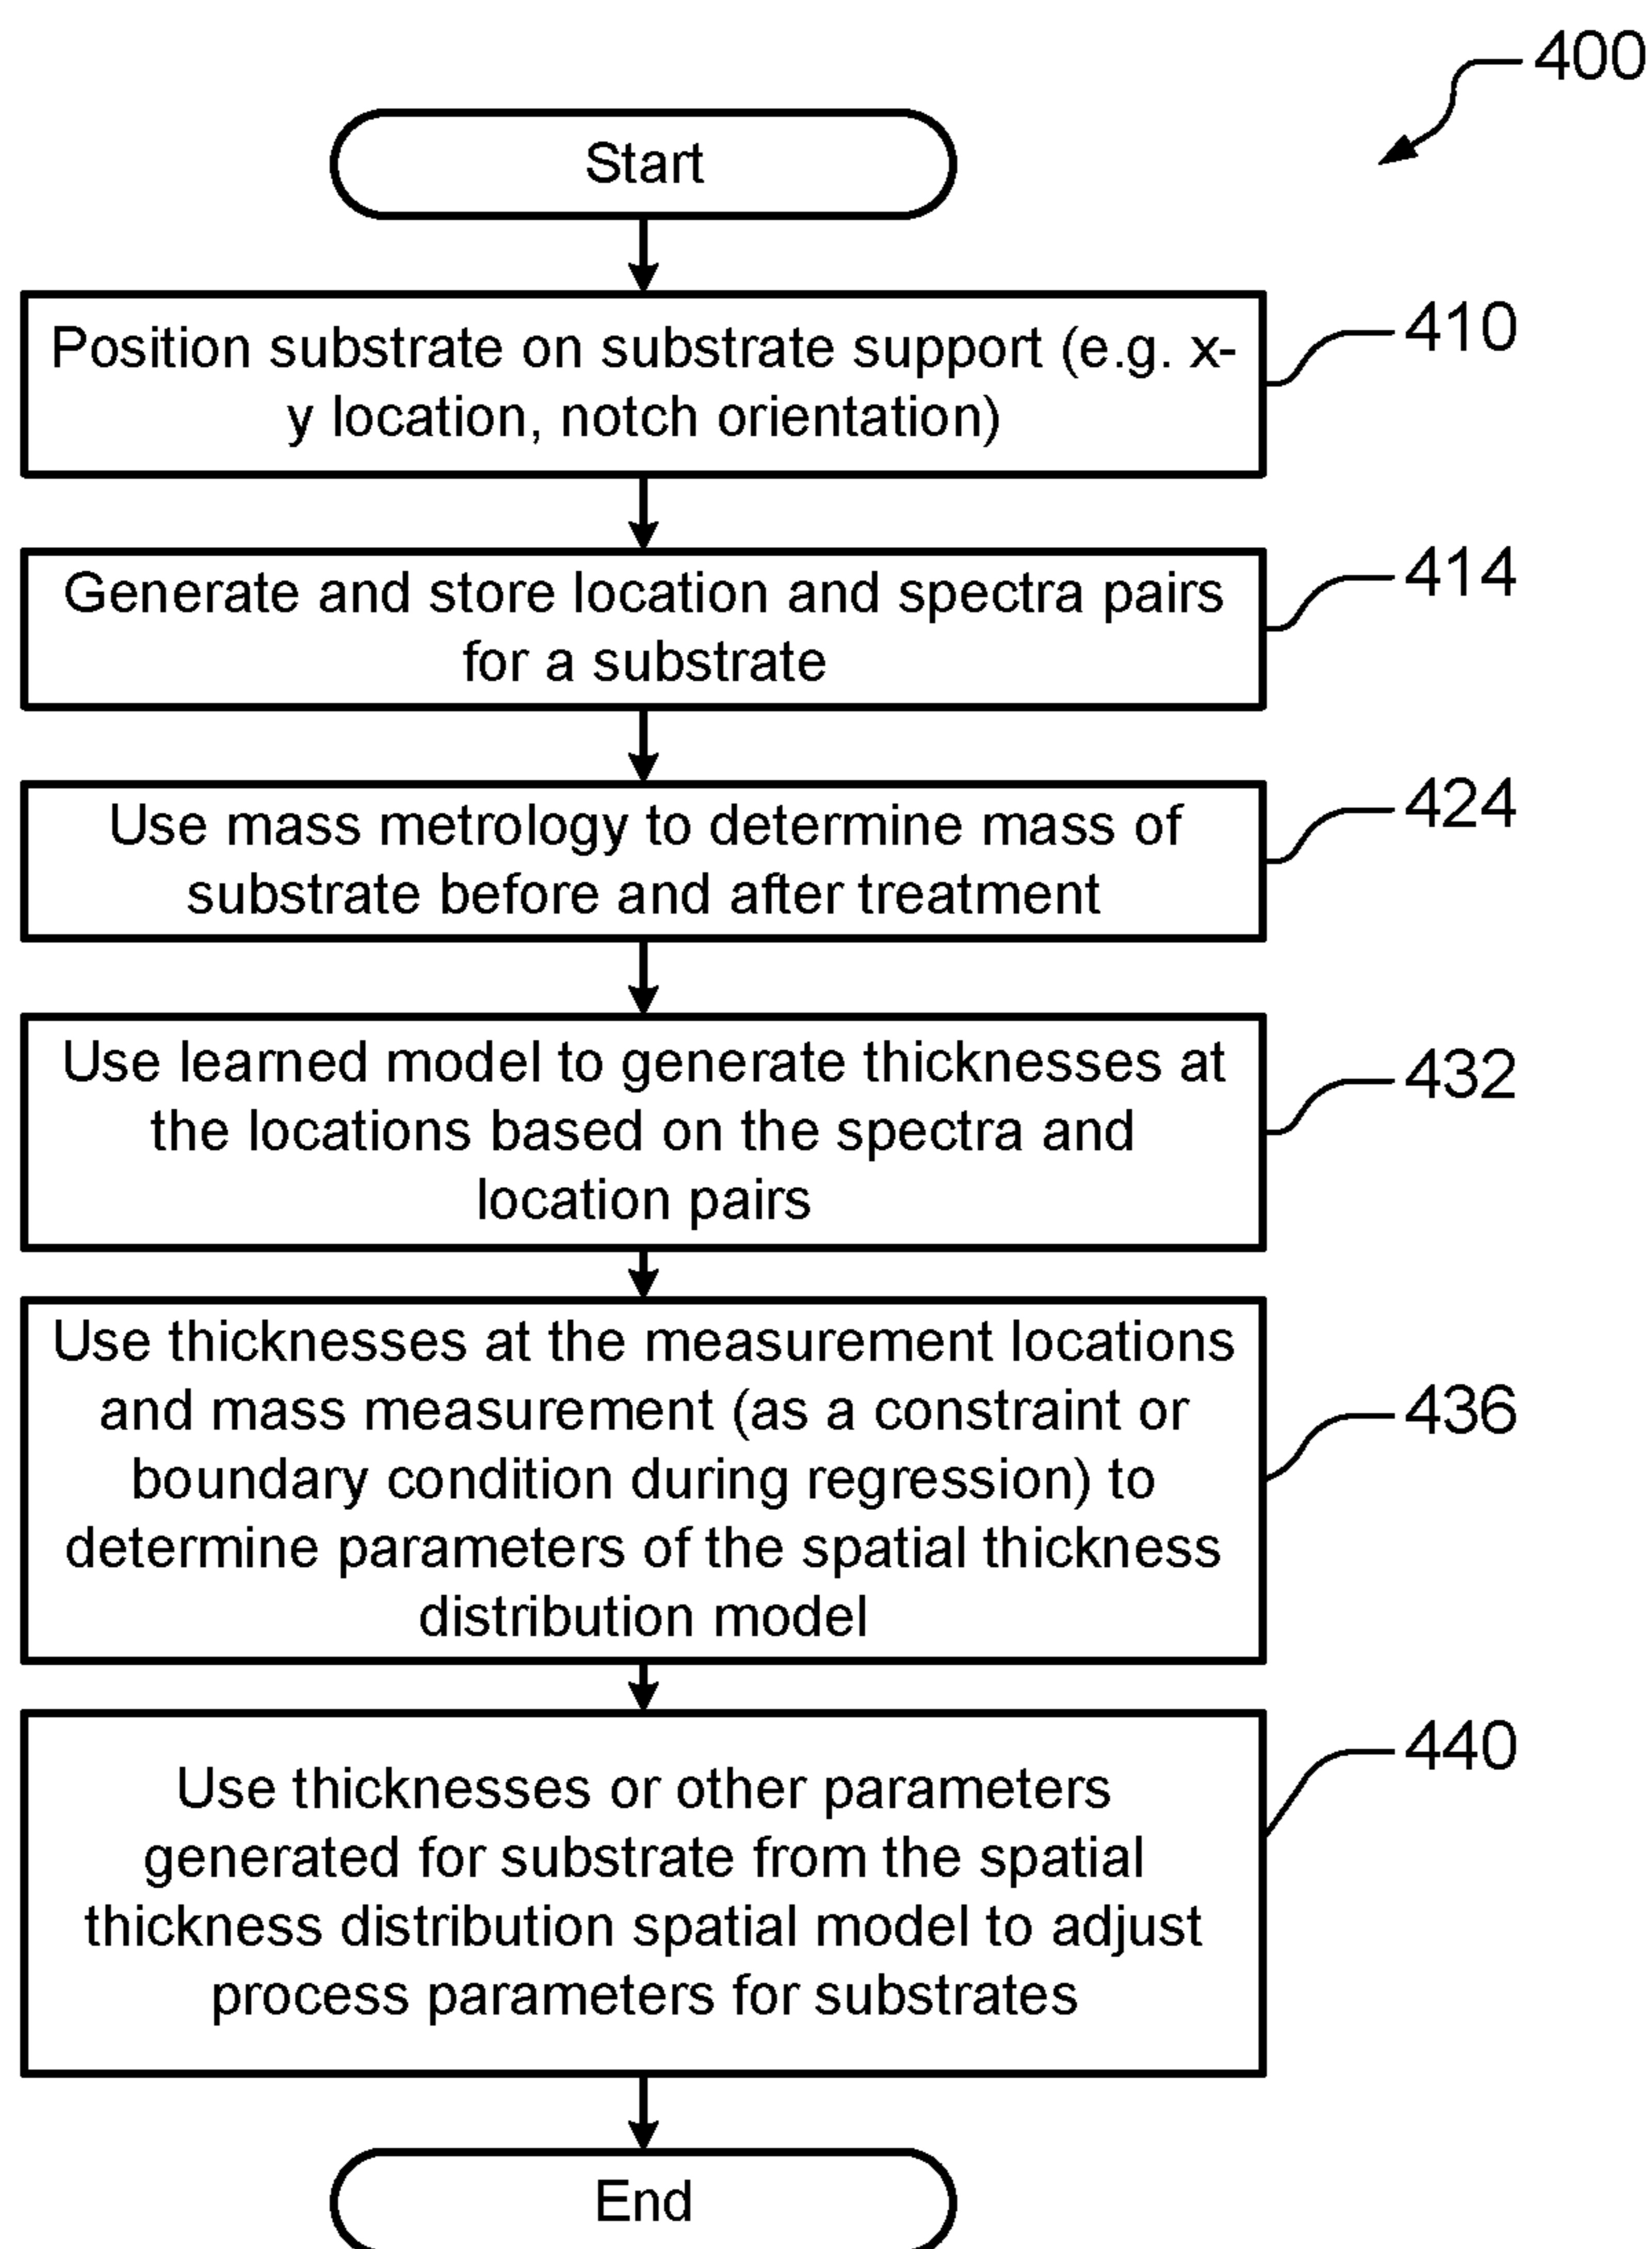 400
Start
Position substrate on substrate support (e.g. x-
y location, notch orientation)
410
Generate and store location and spectra pairs
for a substrate
414
Use mass metrology to determine mass of
substrate before and after treatment
424
Use learned model to generate thicknesses at
the locations based on the spectra and
location pairs
432
Use thicknesses at the measurement locations
and mass measurement (as a constraint or
boundary condition during regression) to
determine parameters of the spatial thickness
distribution model
436
Use thicknesses or other parameters
generated for substrate from the spatial
thickness distribution spatial model to adjust
process parameters for substrates
440
End